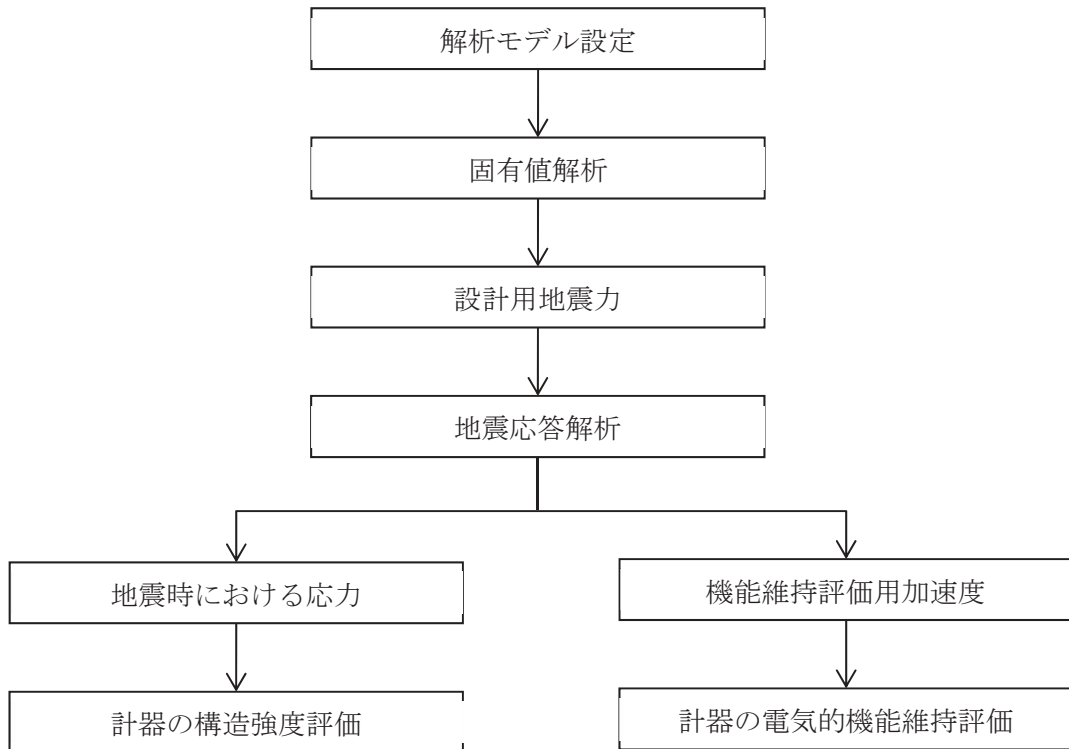 解析モデル設定
固有値解析
設計用地震力
地震応答解析
地震時における応力
機能維持評価用加速度
計器の構造強度評価
計器の電気的機能維持評価